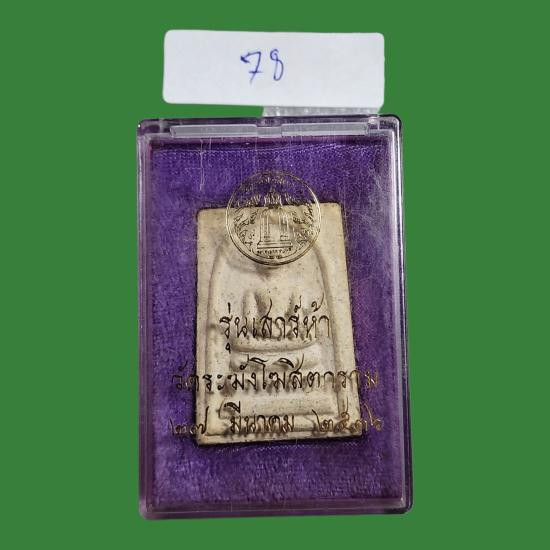 78
รุ่นเสาร์ห้า
วัดระฆังโฆสิตาราม
๒๗ มีนาคม ๒๕๓๖